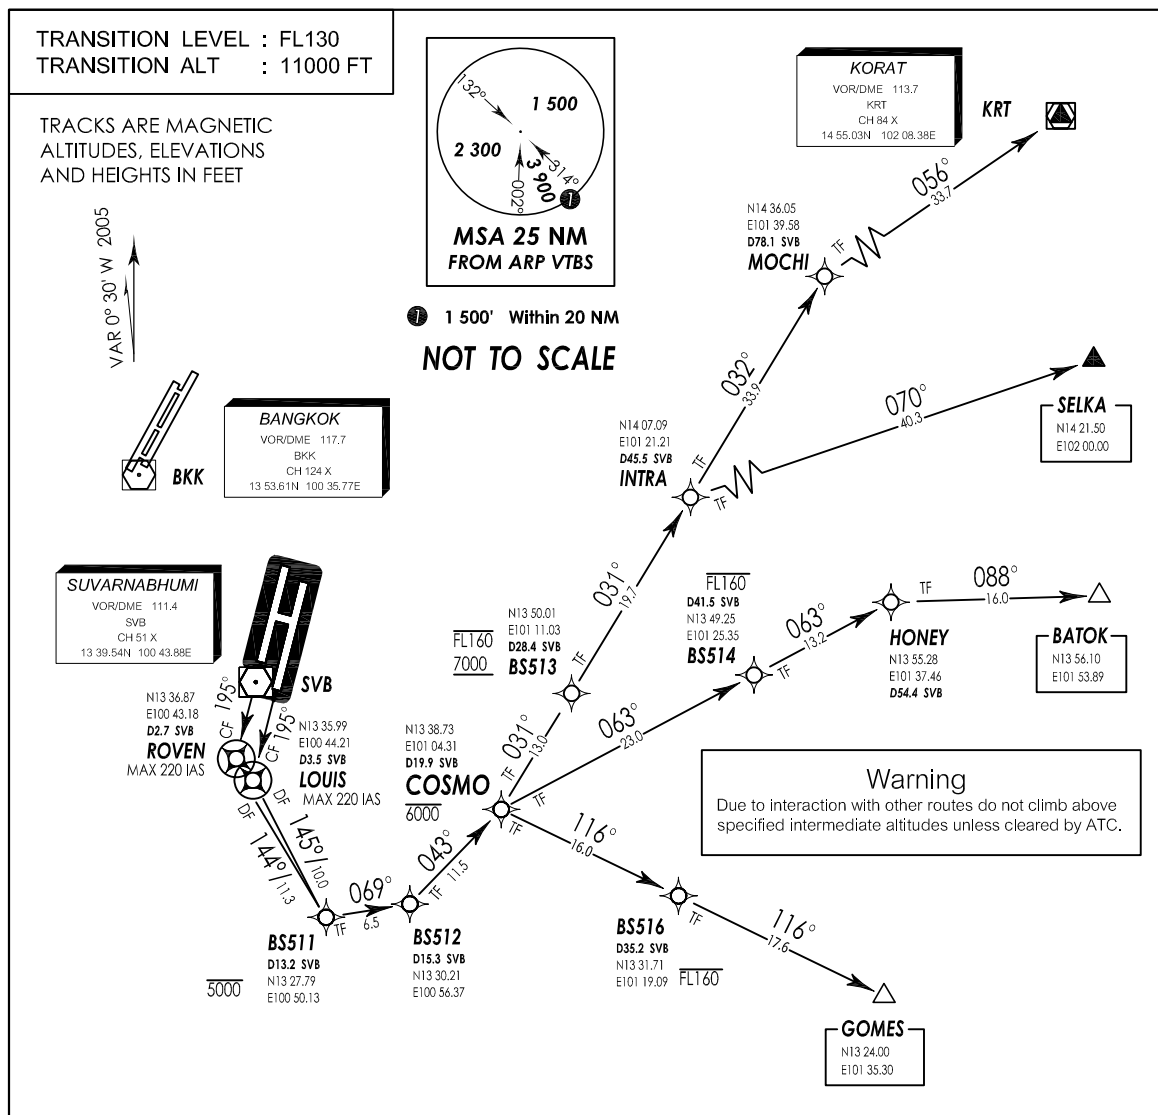 TRANSITION LEVEL : FL130
TRANSITION ALT : 11000 FT
TRACKS ARE MAGNETIC
ALTITUDES, ELEVATIONS
AND HEIGHTS IN FEET
VAR 0° 30' W 2005
132°
1 500
2 300
3 900
314°
002°
1
MSA 25 NM
FROM ARP VTBS
1 1 500' Within 20 NM
NOT TO SCALE
KORAT
VOR/DME 113.7
KRT
CH 84 X
14 55.03N 102 08.38E
KRT
056°
33.7
N14 36.05
E101 39.58
D78.1 SVB
MOCHI
TF
032°
33.9
070°
40.3
SELKA
N14 21.50
E102 00.00
N14 07.09
E101 21.21
D45.5 SVB
INTRA
TF
TF
BKK
BANGKOK
VOR/DME 117.7
BKK
CH 124 X
13 53.61N 100 35.77E
SUVARNABHUMI
VOR/DME 111.4
SVB
CH 51 X
13 39.54N 100 43.88E
SVB
031°
19.7
N13 50.01
E101 11.03
D28.4 SVB
BS513
FL160
7000
TF
FL160
D41.5 SVB
N13 49.25
E101 25.35
BS514
TF
063°
13.2
TF
088°
16.0
HONEY
N13 55.28
E101 37.46
D54.4 SVB
BATOK
N13 56.10
E101 53.89
195°
CF
N13 36.87
E100 43.18
D2.7 SVB
ROVEN
MAX 220 IAS
195°
CF
N13 35.99
E100 44.21
D3.5 SVB
LOUIS
MAX 220 IAS
DF
DF
145°/10.0
144°/11.3
N13 38.73
E101 04.31
D19.9 SVB
COSMO
6000
TF
031°
13.0
TF
063°
23.0
TF
116°
16.0
Warning
Due to interaction with other routes do not climb above
specified intermediate altitudes unless cleared by ATC.
069°
6.5
TF
043°
11.5
TF
BS511
D13.2 SVB
N13 27.79
E100 50.13
5000
BS512
D15.3 SVB
N13 30.21
E100 56.37
BS516
D35.2 SVB
N13 31.71
E101 19.09
FL160
TF
116°
17.6
GOMES
N13 24.00
E101 35.30